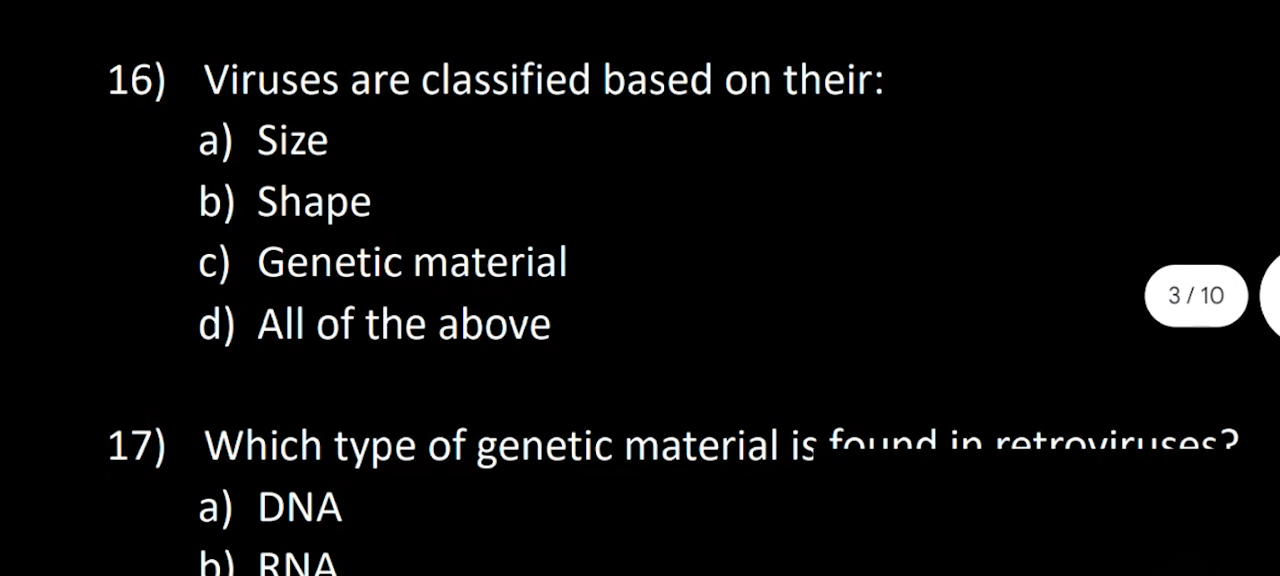 16) Viruses are classified based on their:
a) Size
b) Shape
c) Genetic material
d) All of the above
3 / 10
17) Which type of genetic material is found in retroviruses?
a) DNA
b) RNA